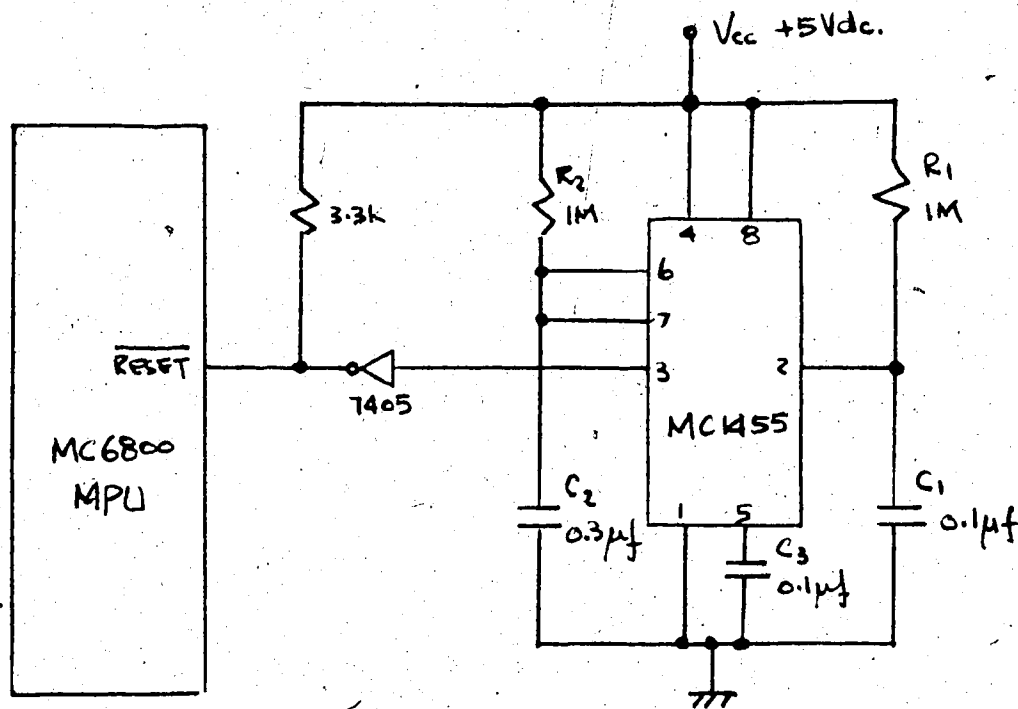 Vcc +5Vdc.
R2
1M
R1
1M
3.3k
4 8
6
7
RESET
3
2
7405
MC1455
MC6800
MPU
C2
0.3µf
1 5
C1
0.1µf
C3
0.1µf